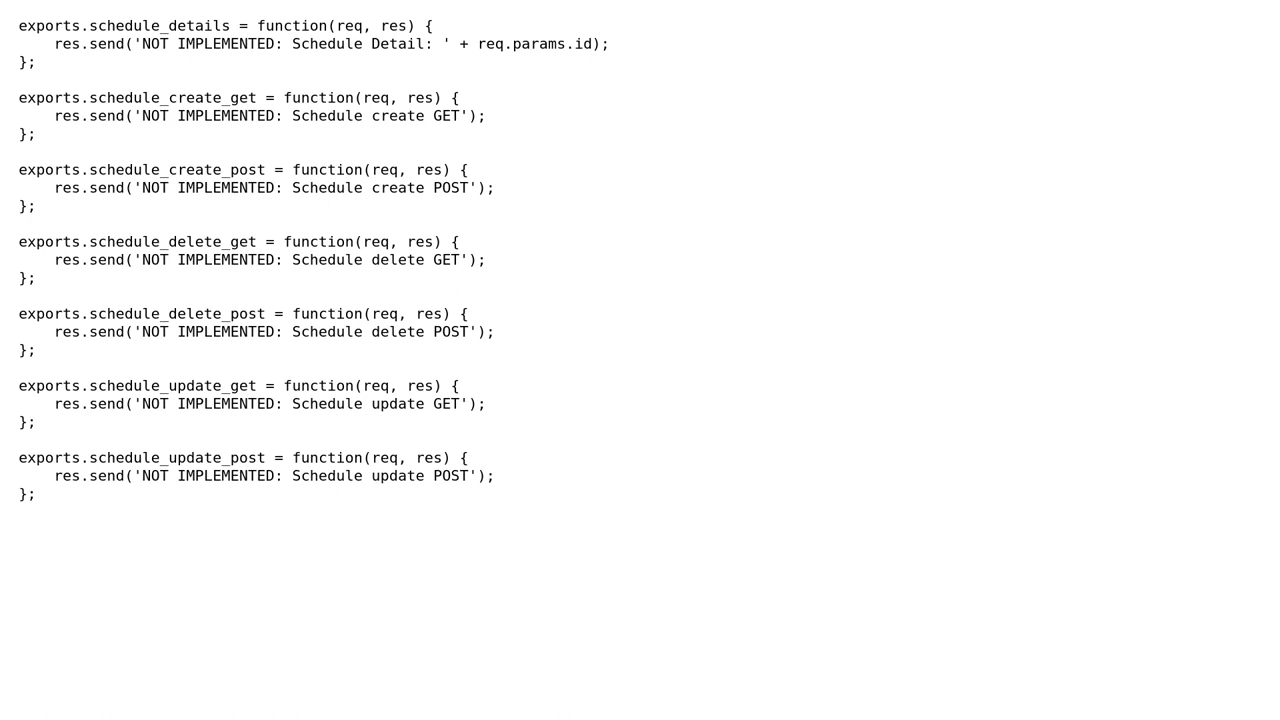 exports.schedule_details = function(req, res) {
    res.send('NOT IMPLEMENTED: Schedule Detail: ' + req.params.id);
};

exports.schedule_create_get = function(req, res) {
    res.send('NOT IMPLEMENTED: Schedule create GET');
};

exports.schedule_create_post = function(req, res) {
    res.send('NOT IMPLEMENTED: Schedule create POST');
};

exports.schedule_delete_get = function(req, res) {
    res.send('NOT IMPLEMENTED: Schedule delete GET');
};

exports.schedule_delete_post = function(req, res) {
    res.send('NOT IMPLEMENTED: Schedule delete POST');
};

exports.schedule_update_get = function(req, res) {
    res.send('NOT IMPLEMENTED: Schedule update GET');
};

exports.schedule_update_post = function(req, res) {
    res.send('NOT IMPLEMENTED: Schedule update POST');
};